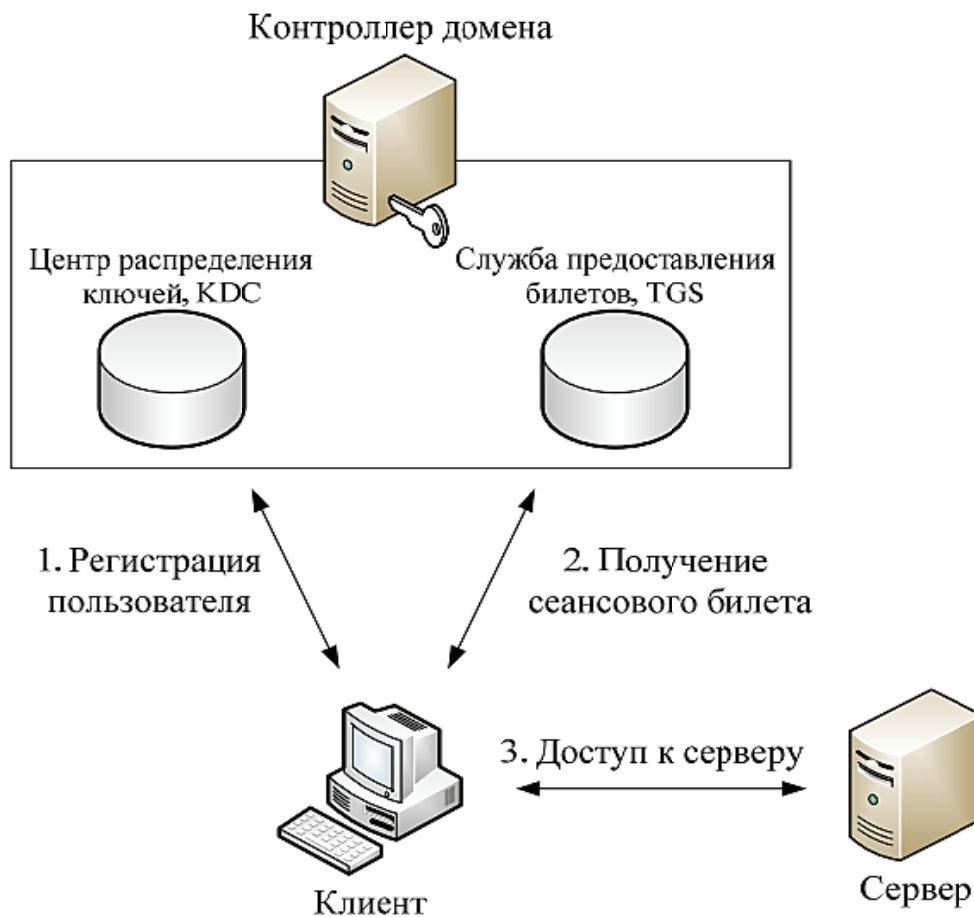 Контроллер домена
Центр распределения
ключей, KDC
Служба предоставления
билетов, TGS
1. Регистрация
пользователя
2. Получение
сеансового билета
3. Доступ к серверу
Клиент
Сервер